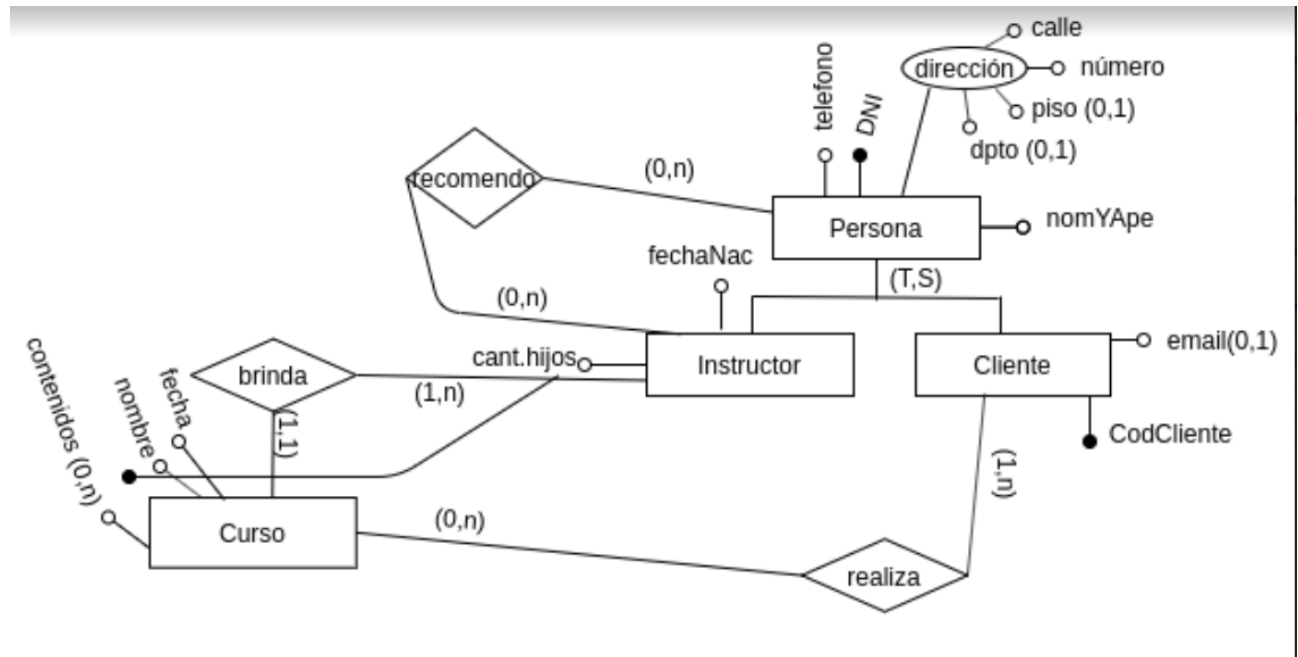 calle
dirección
número
piso (0,1)
dpto (0,1)
telefono
DNI
recomendo
(0,n)
Persona
nomYApe
fechaNac
(T,S)
(0,n)
contenidos (0,n)
nombre
fecha
brinda
(1,n)
cant.hijos
Instructor
Cliente
email(0,1)
(1,1)
CodCliente
(1,n)
Curso
(0,n)
realiza